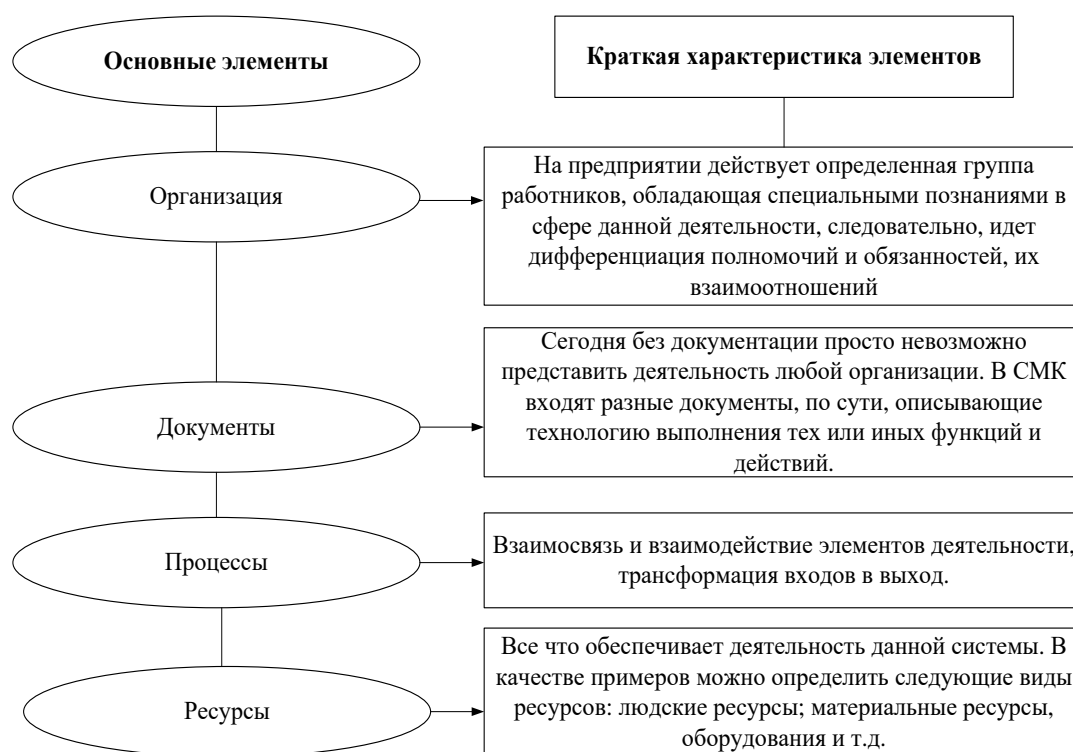 Основные элементы
Краткая характеристика элементов
Организация
На предприятии действует определенная группа
работников, обладающая специальными познаниями в
сфере данной деятельности, следовательно, идет
дифференциация полномочий и обязанностей, их
взаимоотношений
Документы
Сегодня без документации просто невозможно
представить деятельность любой организации. В СМК
входят разные документы, по сути, описывающие
технологию выполнения тех или иных функций и
действий.
Процессы
Взаимосвязь и взаимодействие элементов деятельности,
трансформация входов в выход.
Ресурсы
Все что обеспечивает деятельность данной системы. В
качестве примеров можно определить следующие виды
ресурсов: людские ресурсы; материальные ресурсы,
оборудования и т.д.